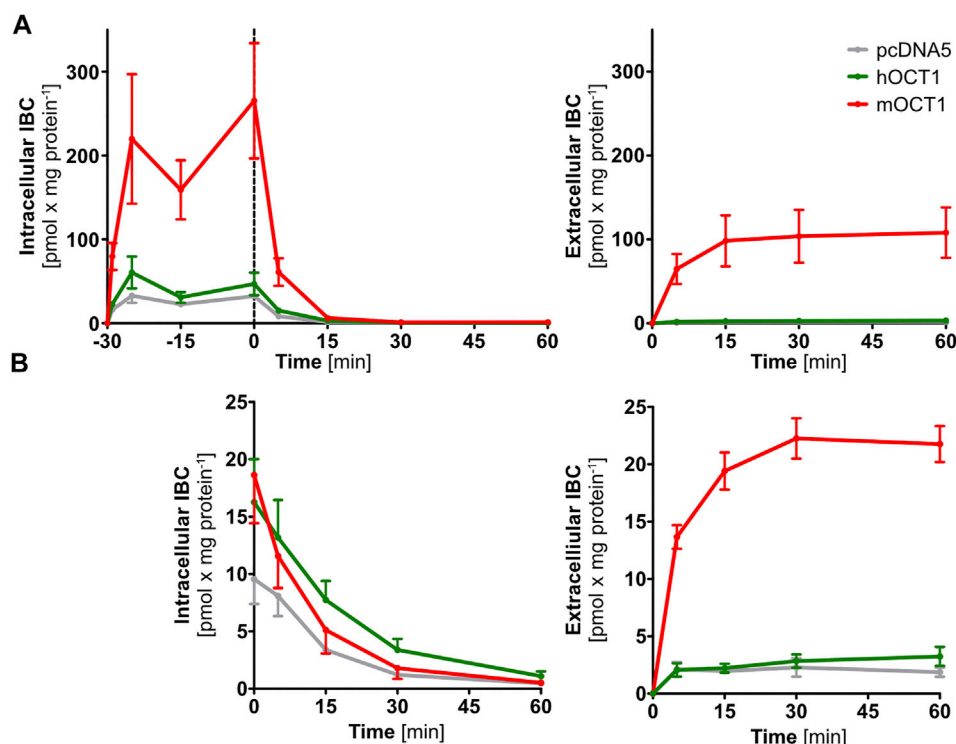 A
Intracellular IBC
[pmol x mg protein⁻¹]
300
200
100
0
-30
-15
0
15
30
45
60
Time [min]
Extracellular IBC
[pmol x mg protein⁻¹]
300
200
100
0
0
15
30
45
60
Time [min]
pcDNA5
hOCT1
mOCT1
B
Intracellular IBC
[pmol x mg protein⁻¹]
25
20
15
10
5
0
0
15
30
45
60
Time [min]
Extracelliular IBC
[pmol x mg protein⁻¹]
25
20
15
10
5
0
0
15
30
45
60
Time [min]